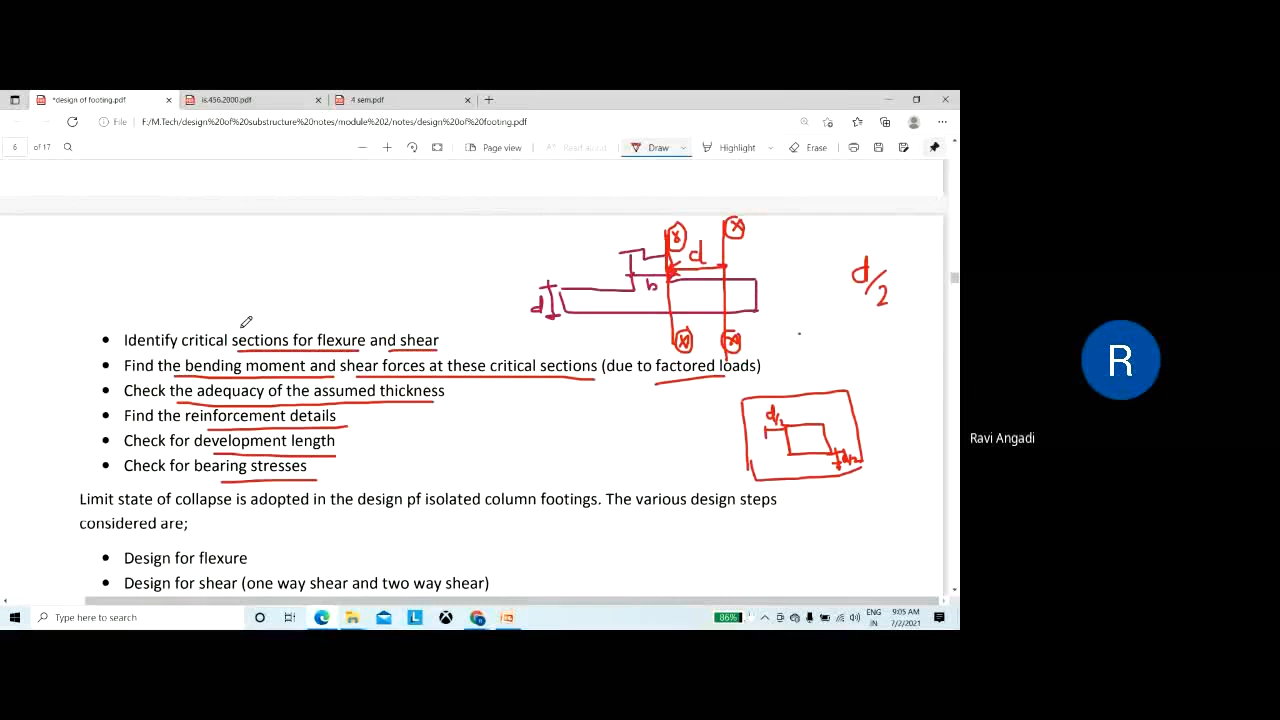 *design of footing.pdf
is.456.2000.pdf
4 sem.pdf
File
F:/M.Tech/design%20of%20substructure%20notes/module%202/notes/design%20of%20footing.pdf
6 of 17
Page view
Read aloud
Draw
Highlight
Erase
d
b
d
d/2
• Identify critical sections for flexure and shear
• Find the bending moment and shear forces at these critical sections (due to factored loads)
• Check the adequacy of the assumed thickness
• Find the reinforcement details
• Check for development length
• Check for bearing stresses
d/2
d/2
Limit state of collapse is adopted in the design pf isolated column footings. The various design steps
considered are;
• Design for flexure
• Design for shear (one way shear and two way shear)
Type here to search
86%
ENG
IN
9:05 AM
7/2/2021
R
Ravi Angadi